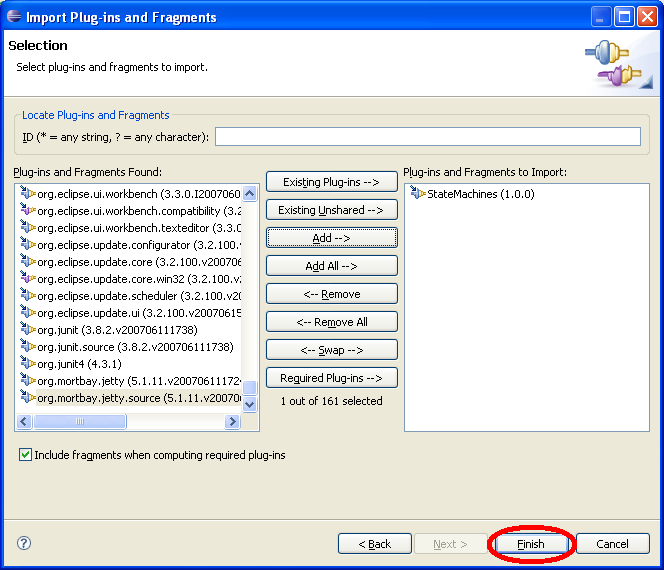 Import Plug-ins and Fragments
Selection
Select plug-ins and fragments to import.
Locate Plug-ins and Fragments
ID (* = any string, ? = any character):
Plug-ins and Fragments Found:
org.eclipse.ui.workbench (3.3.0.I2007060
org.eclipse.ui.workbench.compatibility (3.2
org.eclipse.ui.workbench.texteditor (3.3.0
org.eclipse.update.configurator (3.2.100.v
org.eclipse.update.core (3.2.100.v200706
org.eclipse.update.core.win32 (3.2.100.v2
org.eclipse.update.scheduler (3.2.100.v20
org.eclipse.update.ui (3.2.100.v20070615
org.junit (3.8.2.v200706111738)
org.junit.source (3.8.2.v200706111738)
org.junit4 (4.3.1)
org.mortbay.jetty (5.1.11.v200706111724
org.mortbay.jetty.source (5.1.11.v20070
Existing Plug-ins -->
Existing Unshared -->
Add -->
Add All -->
<-- Remove
<-- Remove All
<-- Swap -->
Required Plug-ins -->
1 out of 161 selected
Plug-ins and Fragments to Import:
StateMachines (1.0.0)
Include fragments when computing required plug-ins
?
< Back
Next >
Finish
Cancel